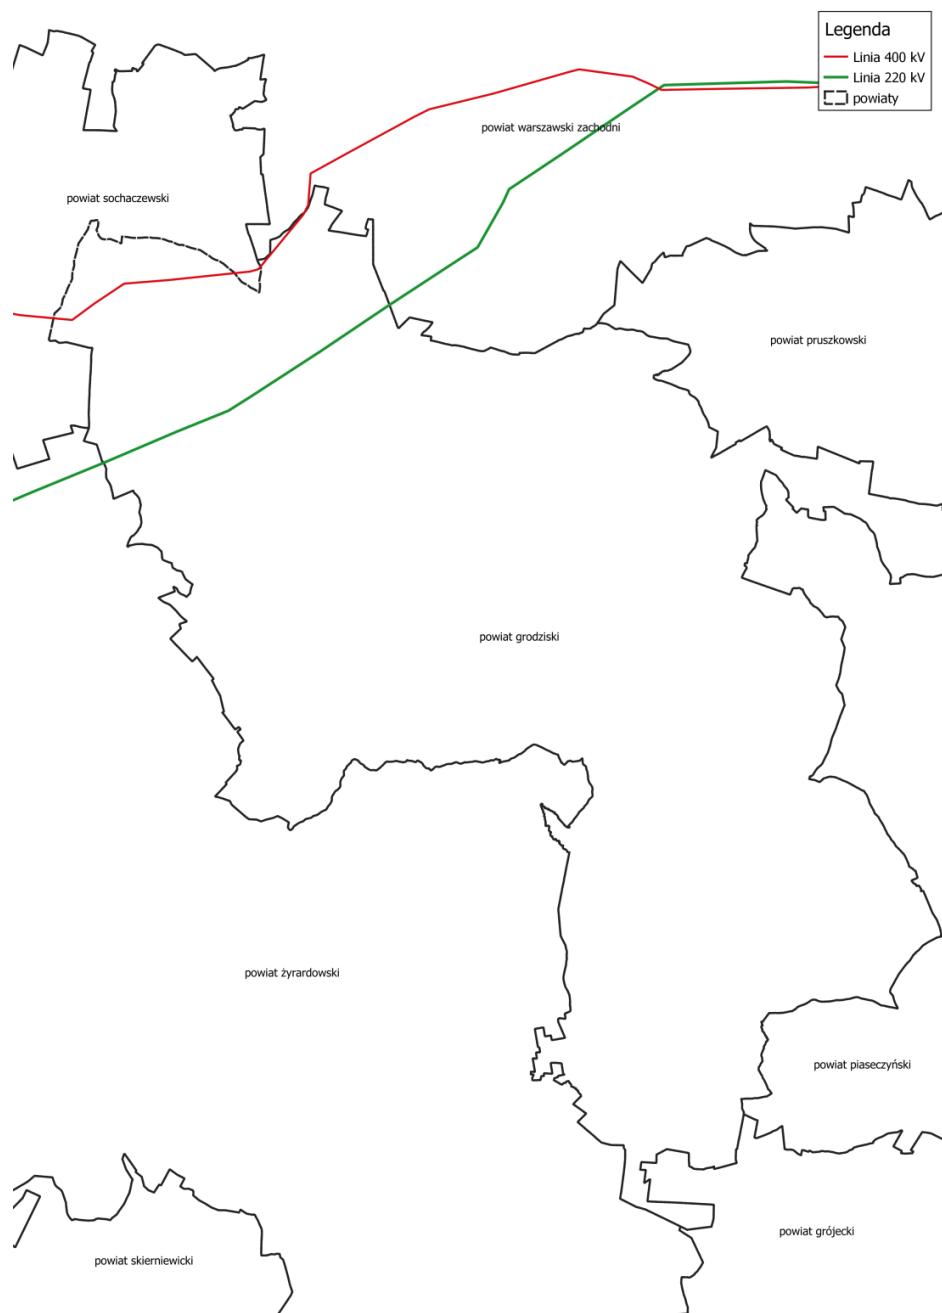 Legenda
Linia 400 kV
Linia 220 kV
powiaty
powiat warszawski zachodni
powiat sochaczewski
powiat pruszkowski
powiat grodziski
powiat żyrardowski
powiat piaseczyński
powiat grójecki
powiat skierniewicki